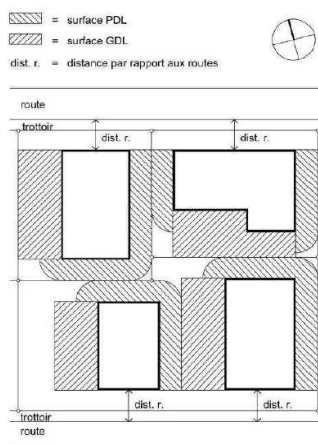 = surface PDL
= surface GDL
dist. r. = distance par rapport aux routes
route
trottoir
dist. r.
dist. r.
dist. r.
dist. r.
trottoir
route